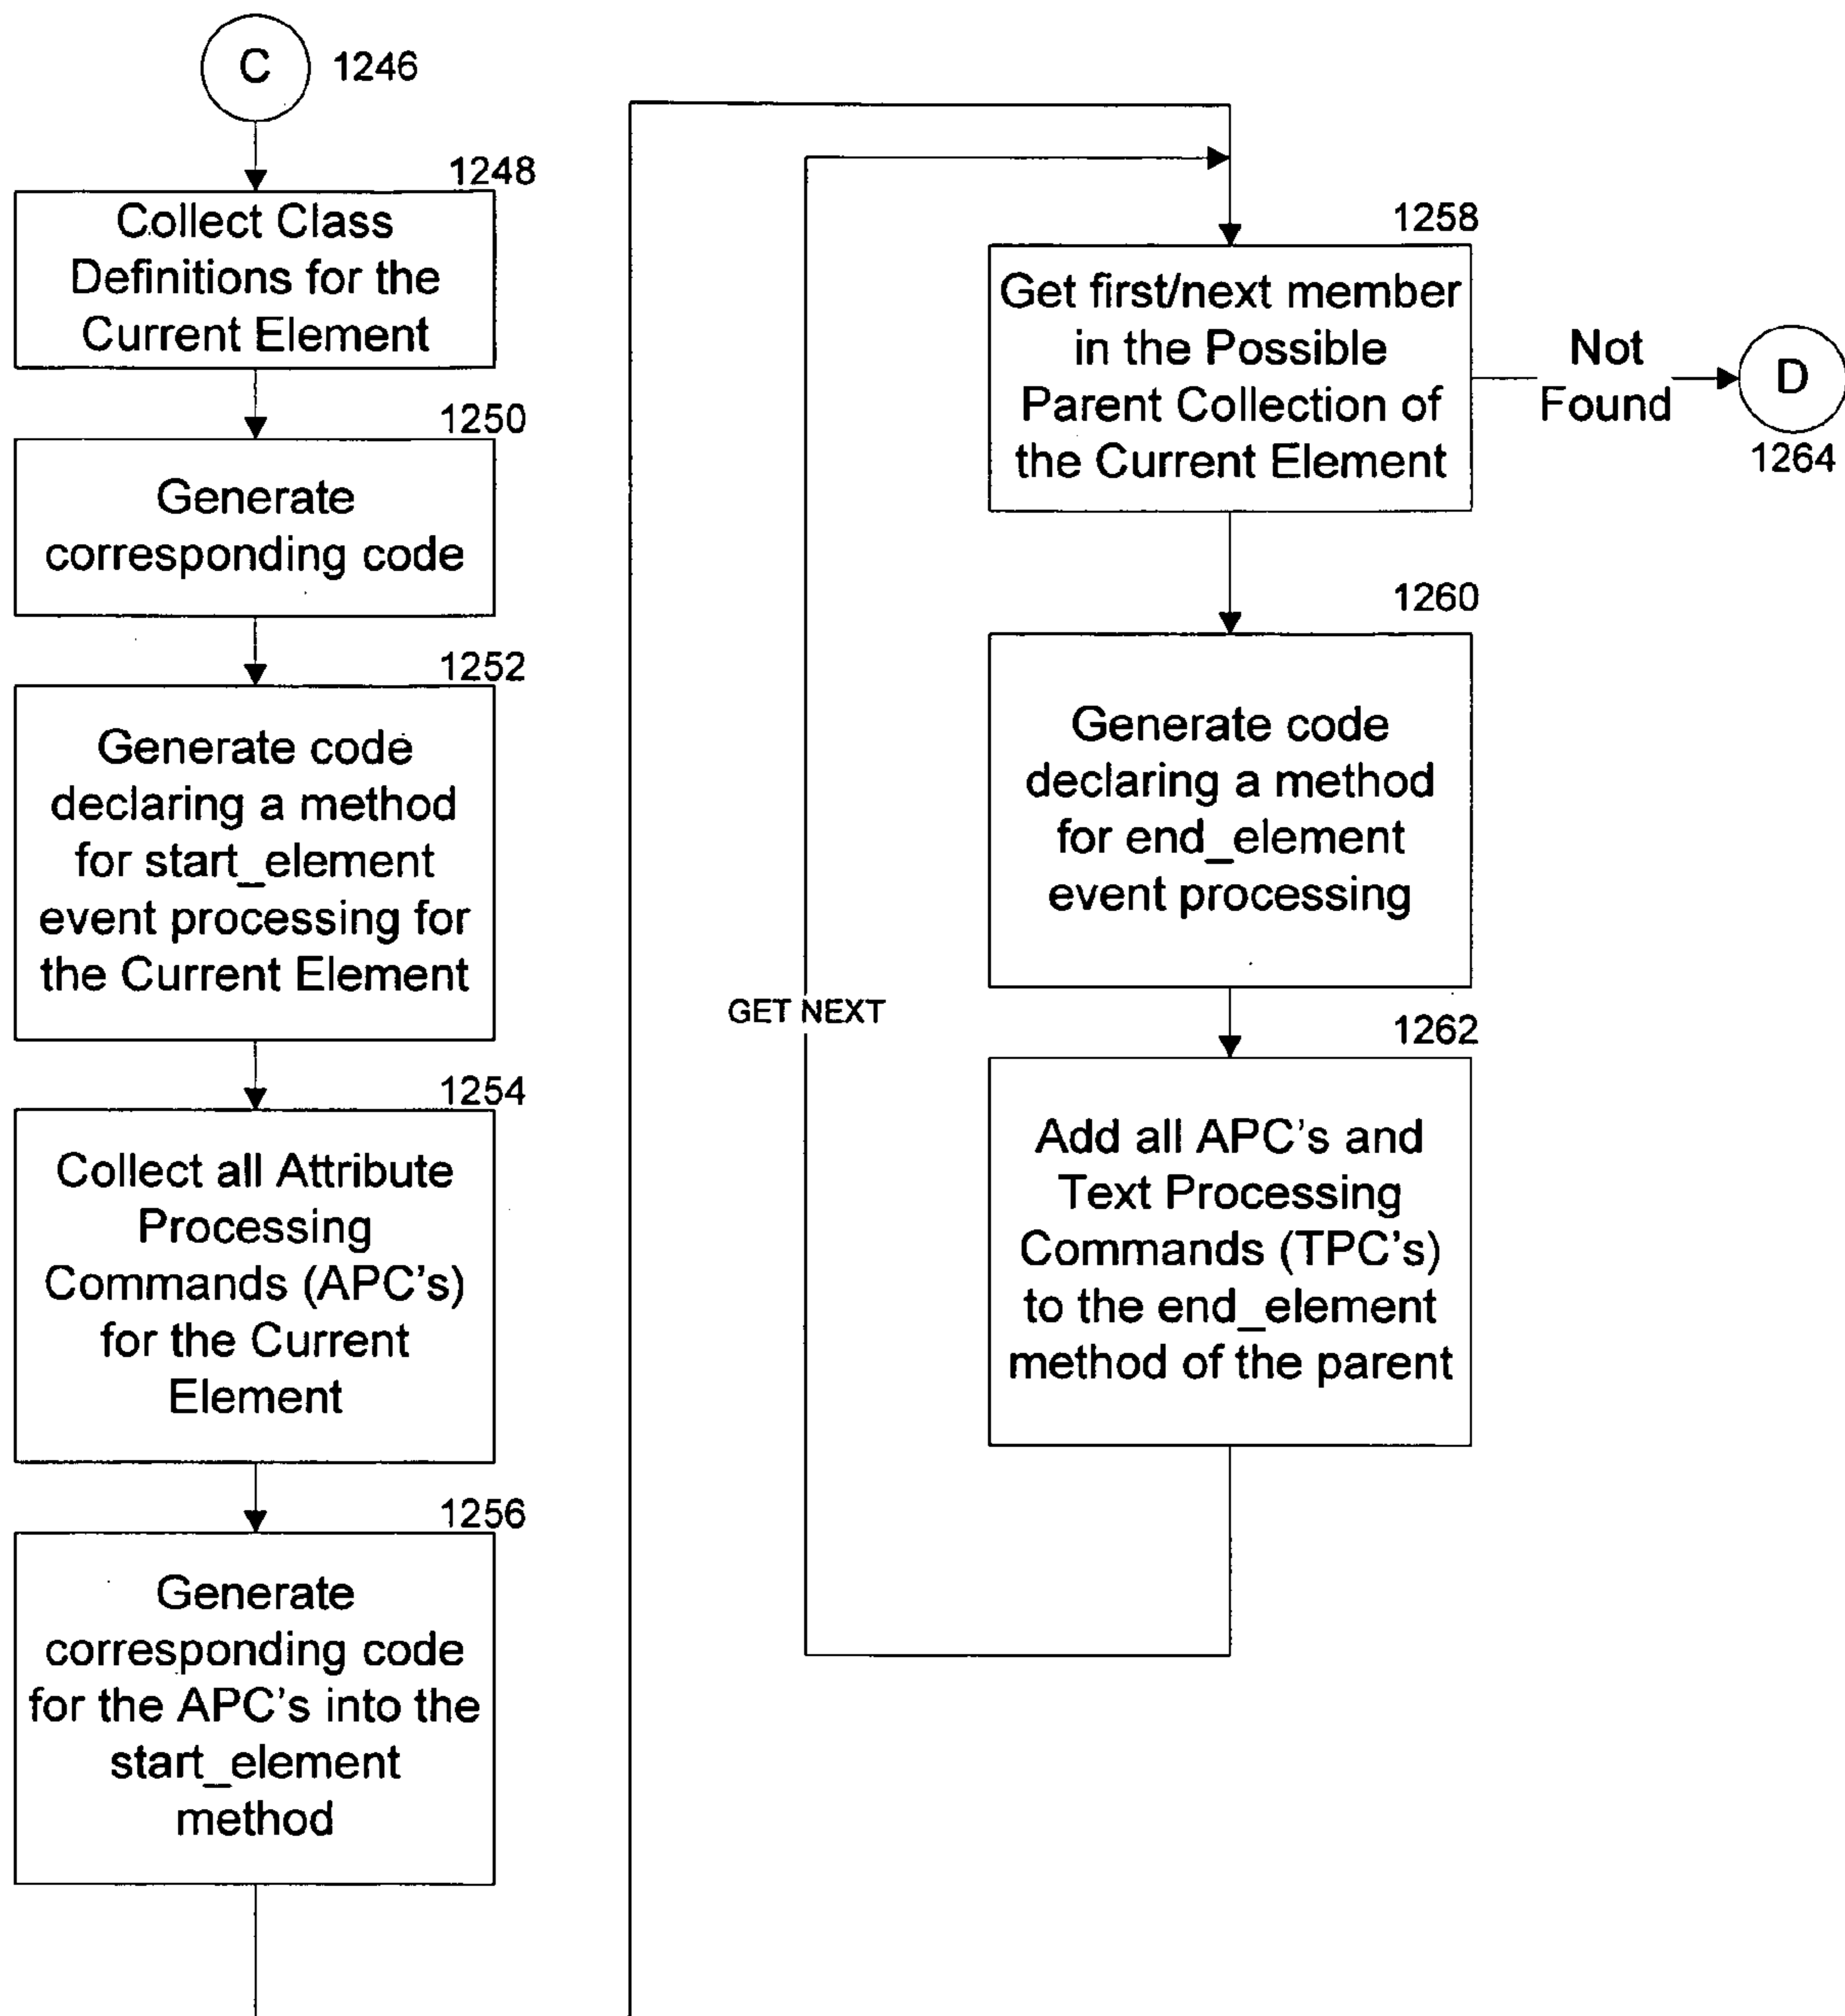 C 1246
1248
Collect Class
Definitions for the
Current Element
1250
Generate
corresponding code
1252
Generate code
declaring a method
for start_element
event processing for
the Current Element
1254
Collect all Attribute
Processing
Commands (APC's)
for the Current
Element
1256
Generate
corresponding code
for the APC's into the
start_element
method
1258
Get first/next member
in the Possible
Parent Collection of
the Current Element
Not
Found
D
1264
1260
Generate code
declaring a method
for end_element
event processing
GET NEXT
1262
Add all APC's and
Text Processing
Commands (TPC's)
to the end_element
method of the parent